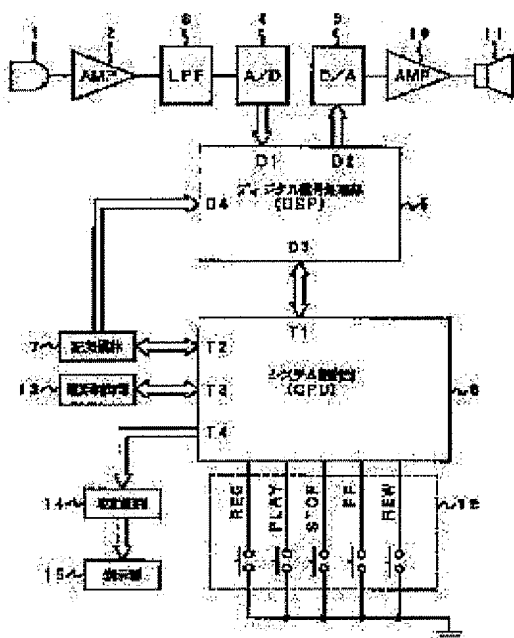 1 2 3 4 9 10 11
AMP LPF A/D D/A AMP
D1 D2
ディジタル信号処理部
D4 (DSP) 5
D3
T1
7 T2
システム制御部
(CPU) 6
13 T3
T4
14
15 表示部
REC PLAY STOP FF REW
12